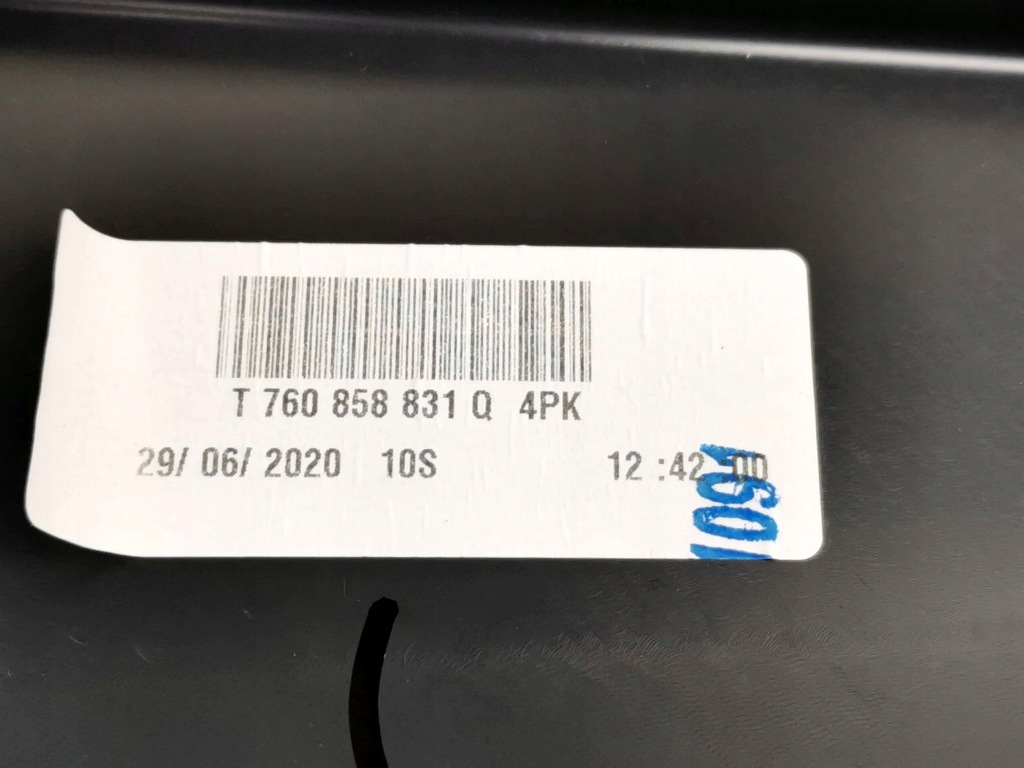 T 760 858 831 Q 4PK
29/ 06/ 2020 10S 12 :42 00